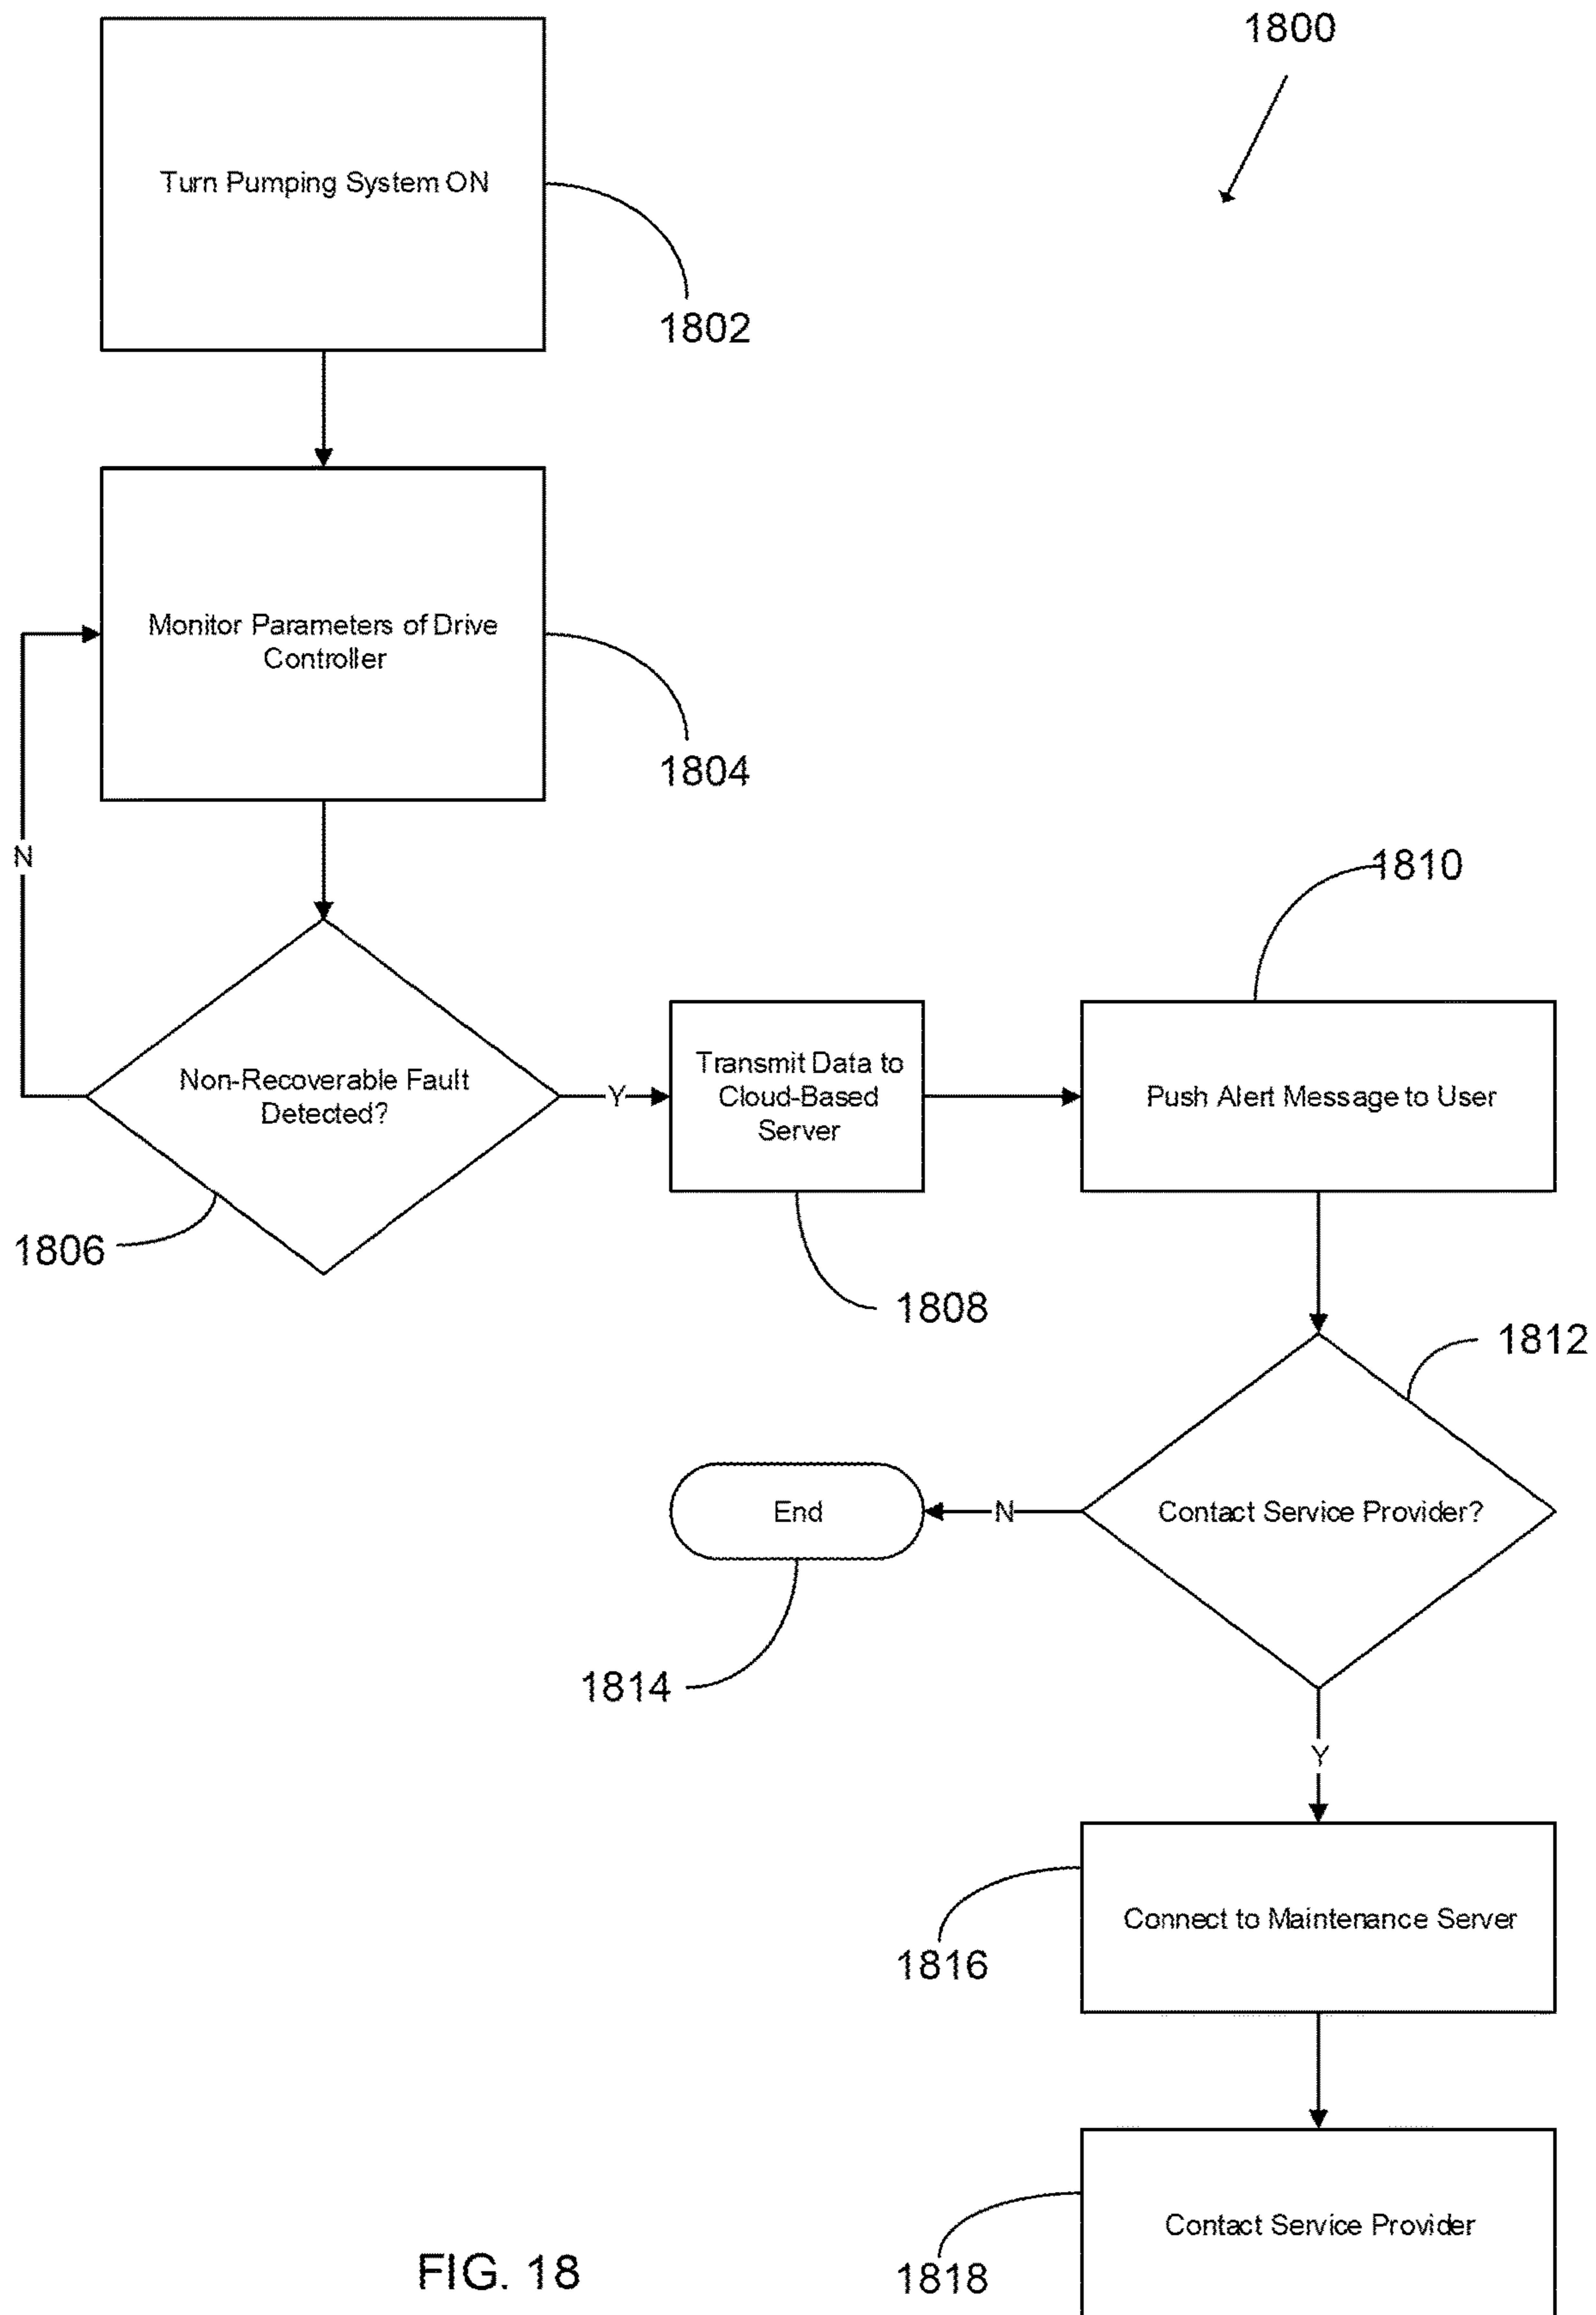 1800
Turn Pumping System ON
1802
Monitor Parameters of Drive
Controller
1804
N
1810
Non-Recoverable Fault
Detected?
Y
Transmit Data to
Cloud-Based
Server
Push Alert Message to User
1806
1808
1812
End
N
Contact Service Provider?
1814
Y
Connect to Maintenance Server
1816
Contact Service Provider
1818
FIG. 18